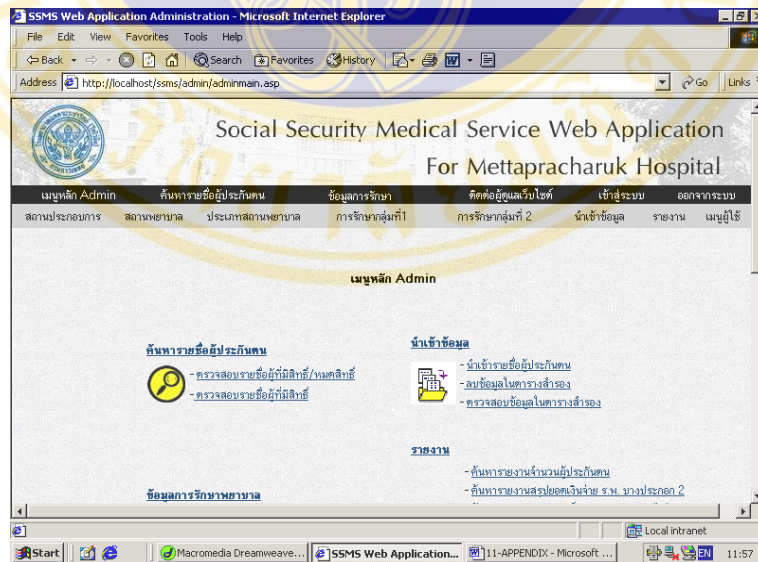 SSMS Web Application Administration - Microsoft Internet Explorer
File Edit View Favorites Tools Help
Back Search Favorites History
Address http://localhost/ssms/admin/adminmain.asp Go Links
Social Security Medical Service Web Application
For Mettapracharuk Hospital
เมนูหลัก Admin ค้นหารายชื่อผู้ประกันตน ข้อมูลการรักษา ติดต่อผู้ดูแลเว็บไซต์ เข้าสู่ระบบ ออกจากระบบ
สถานประกอบการ สถานพยาบาล ประเภทสถานพยาบาล การรักษากลุ่มที่1 การรักษากลุ่มที่ 2 นำเข้าข้อมูล รายงาน เมนูผู้ใช้
เมนูหลัก Admin
ค้นหารายชื่อผู้ประกันตน
- ตรวจสอบรายชื่อผู้ที่มีสิทธิ์/หมดสิทธิ์
- ตรวจสอบรายชื่อผู้ที่มีสิทธิ์
นำเข้าข้อมูล
- นำเข้ารายชื่อผู้ประกันตน
- ลบข้อมูลในตารางสำรอง
- ตรวจสอบข้อมูลในตารางสำรอง
รายงาน
- ค้นหารายงานจำนวนผู้ประกันตน
- ค้นหารายงานสรุปยอดเงินจ่าย ร.พ. บางประกอก 2
ข้อมูลการรักษาพยาบาล
Local intranet
Start Macromedia Dreamweave... SSMS Web Application... 11-APPENDIX - Microsoft ... EN 11:57